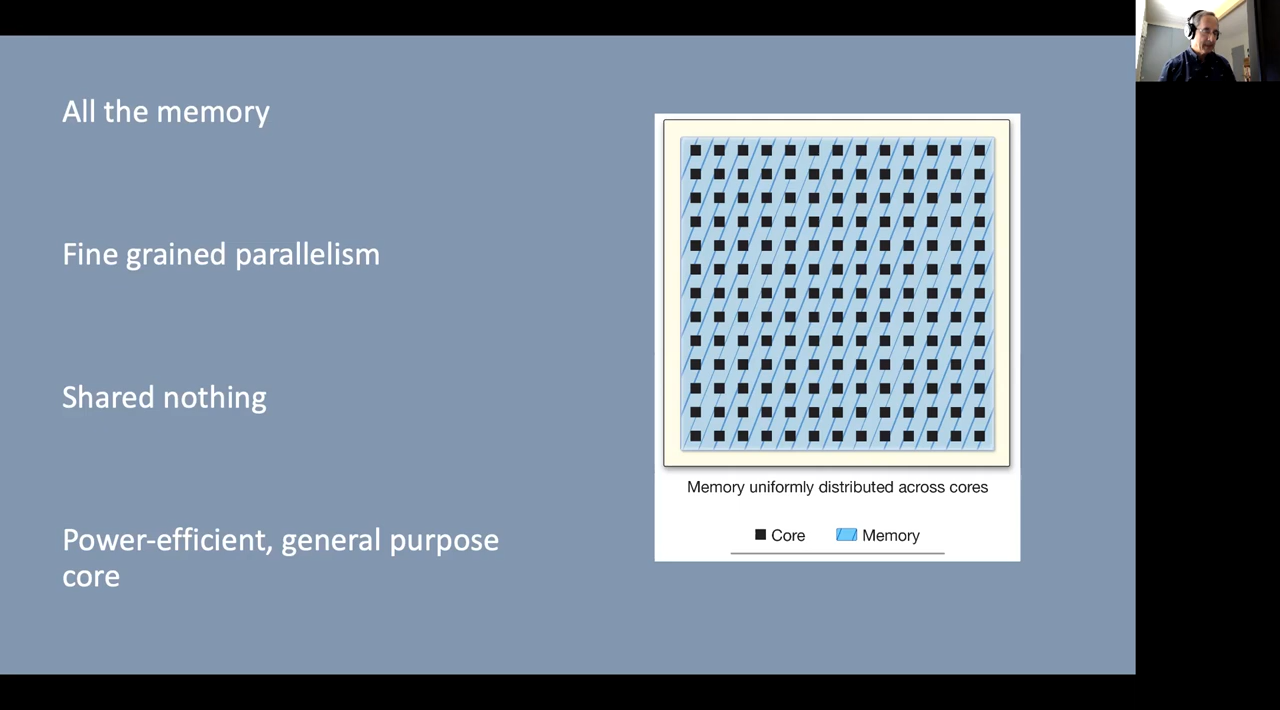 All the memory
Fine grained parallelism
Shared nothing
Power-efficient, general purpose
core
Memory uniformly distributed across cores
Core
Memory